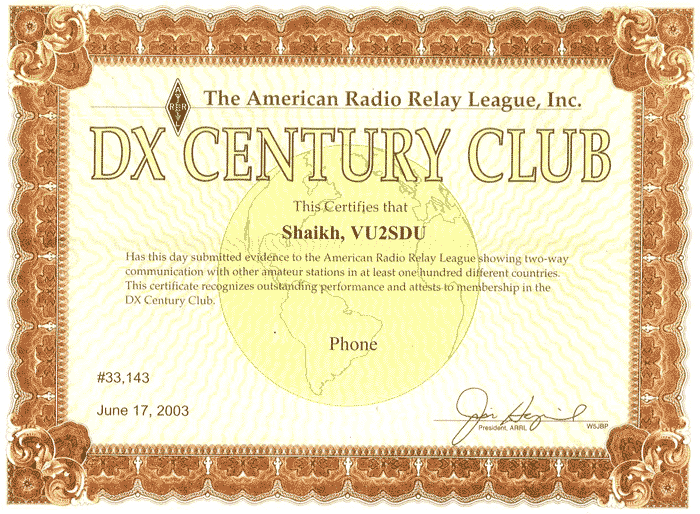 The American Radio Relay League, Inc.
DX CENTURY CLUB
This Certifies that
Shaikh, VU2SDU
Has this day submitted evidence to the American Radio Relay League showing two-way
communication with other amateur stations in at least one hundred different countries.
This certificate recognizes outstanding performance and attests to membership in the
DX Century Club.
Phone
#33,143
June 17, 2003
President, ARRL
W5JBP